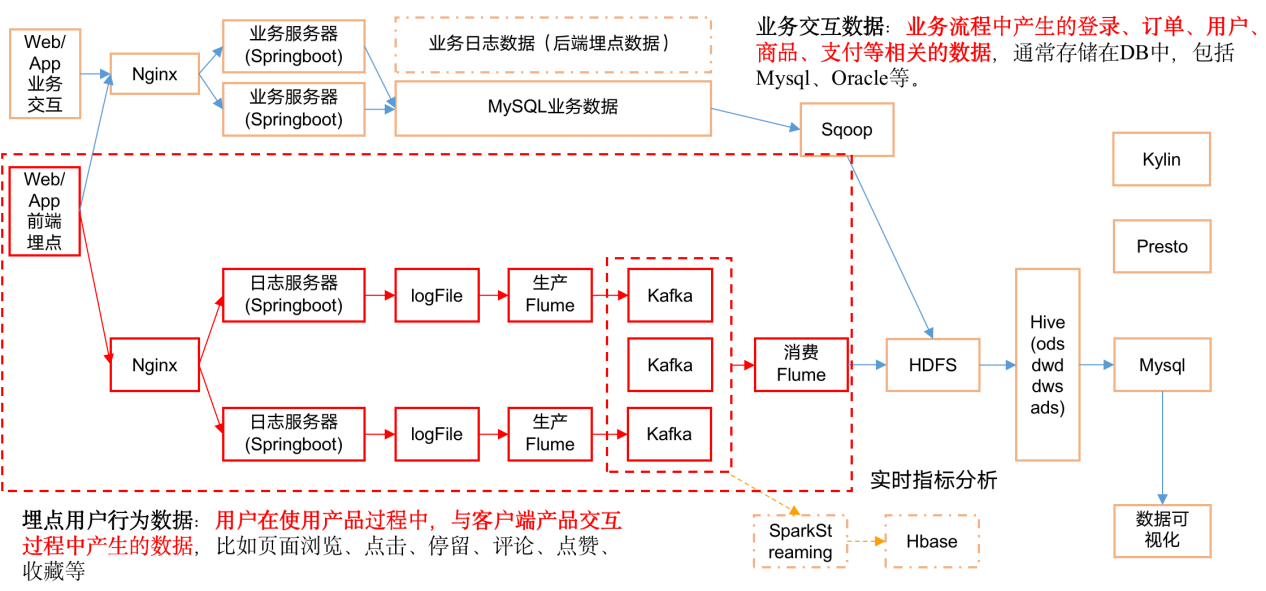 Web/
App
业务
交互
Nginx
业务服务器
(Springboot)
业务服务器
(Springboot)
业务日志数据（后端埋点数据）
MySQL业务数据
业务交互数据：业务流程中产生的登录、订单、用户、
商品、支付等相关的数据，通常存储在DB中，包括
Mysql、Oracle等。
Sqoop
Kylin
Presto
Web/
App
前端
埋点
Nginx
日志服务器
(Springboot)
logFile
生产
Flume
Kafka
Kafka
日志服务器
(Springboot)
logFile
生产
Flume
Kafka
消费
Flume
HDFS
Hive
(ods
dwd
dws
ads)
Mysql
数据可
视化
实时指标分析
SparkSt
reaming
Hbase
埋点用户行为数据：用户在使用产品过程中，与客户端产品交互
过程中产生的数据，比如页面浏览、点击、停留、评论、点赞、
收藏等